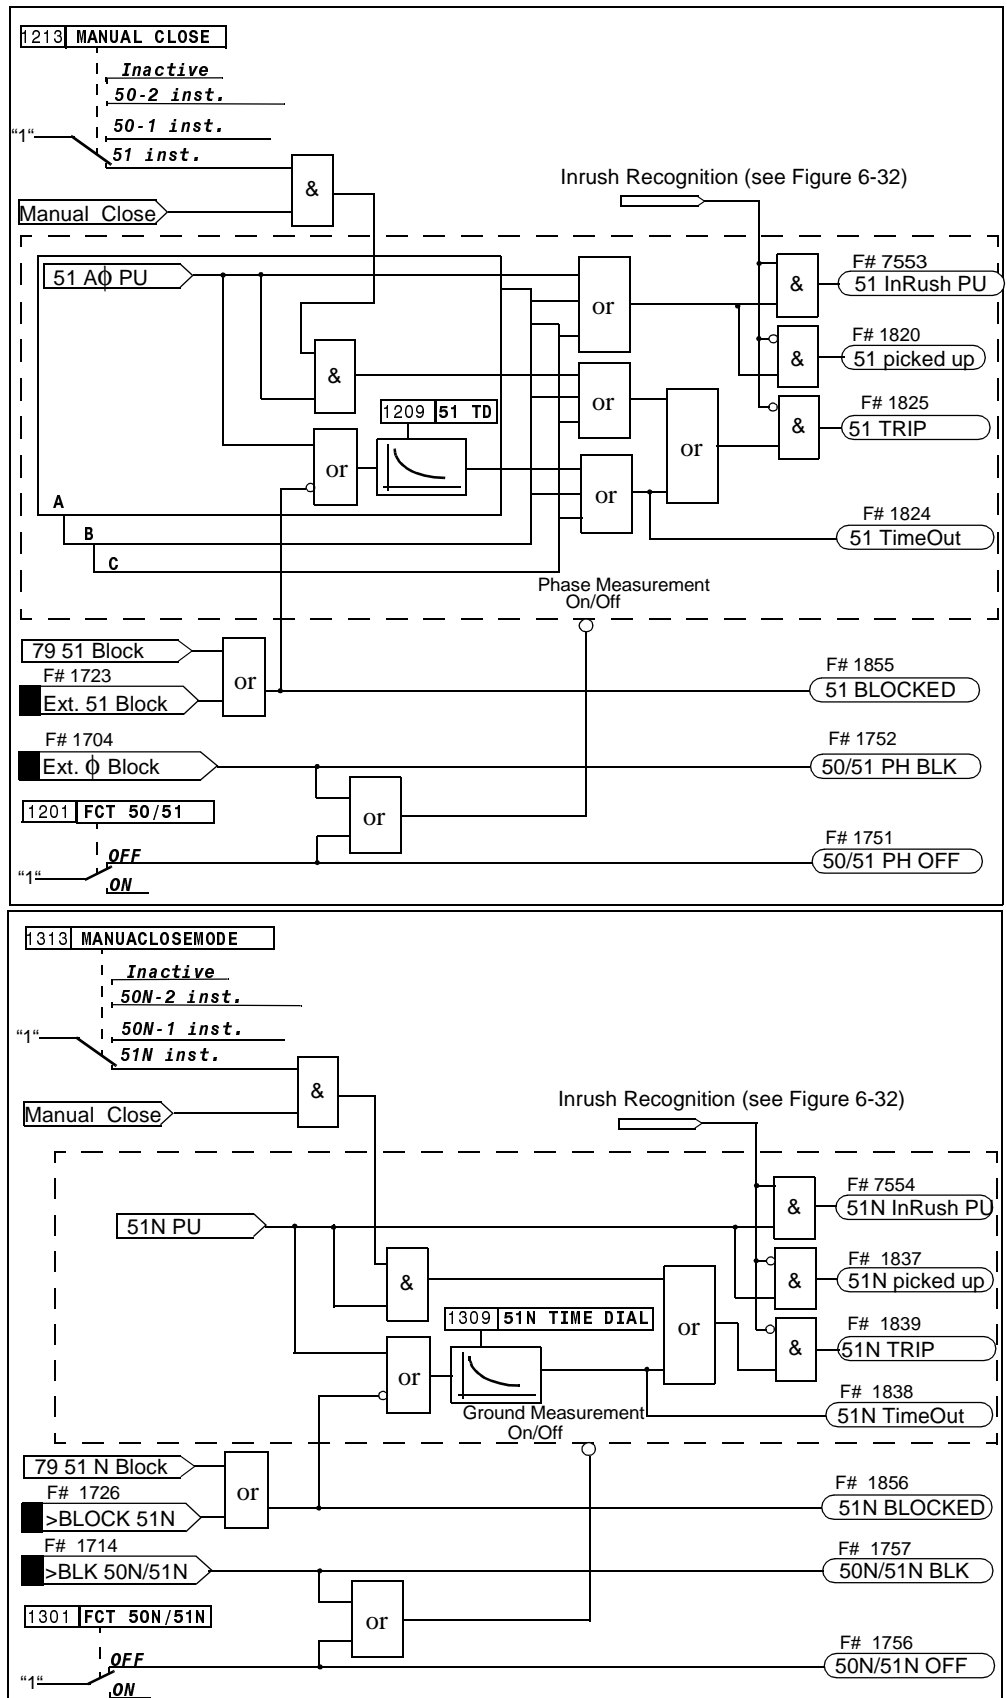 1213 MANUAL CLOSE
Inactive
50-2 inst.
50-1 inst.
“1“
51 inst.
&
Inrush Recognition (see Figure 6-32)
Manual Close
51 Aϕ PU
or
&
F# 7553
51 InRush PU
&
F# 1820
51 picked up
&
or
1209 51 TD
or
&
F# 1825
51 TRIP
or
or
A
B
C
F# 1824
51 TimeOut
Phase Measurement
On/Off
79 51 Block
F# 1723
Ext. 51 Block
or
F# 1855
51 BLOCKED
F# 1704
Ext. ϕ Block
F# 1752
50/51 PH BLK
or
1201 FCT 50/51
F# 1751
50/51 PH OFF
OFF
“1“
ON
1313 MANUACLOSEMODE
Inactive
50N-2 inst.
50N-1 inst.
“1“
51N inst.
&
Inrush Recognition (see Figure 6-32)
Manual Close
51N PU
&
F# 7554
51N InRush PU
&
F# 1837
51N picked up
&
1309 51N TIME DIAL
or
or
&
F# 1839
51N TRIP
F# 1838
51N TimeOut
Ground Measurement
On/Off
79 51 N Block
F# 1726
>BLOCK 51N
or
F# 1856
51N BLOCKED
F# 1714
>BLK 50N/51N
F# 1757
50N/51N BLK
or
1301 FCT 50N/51N
F# 1756
50N/51N OFF
OFF
“1“
ON